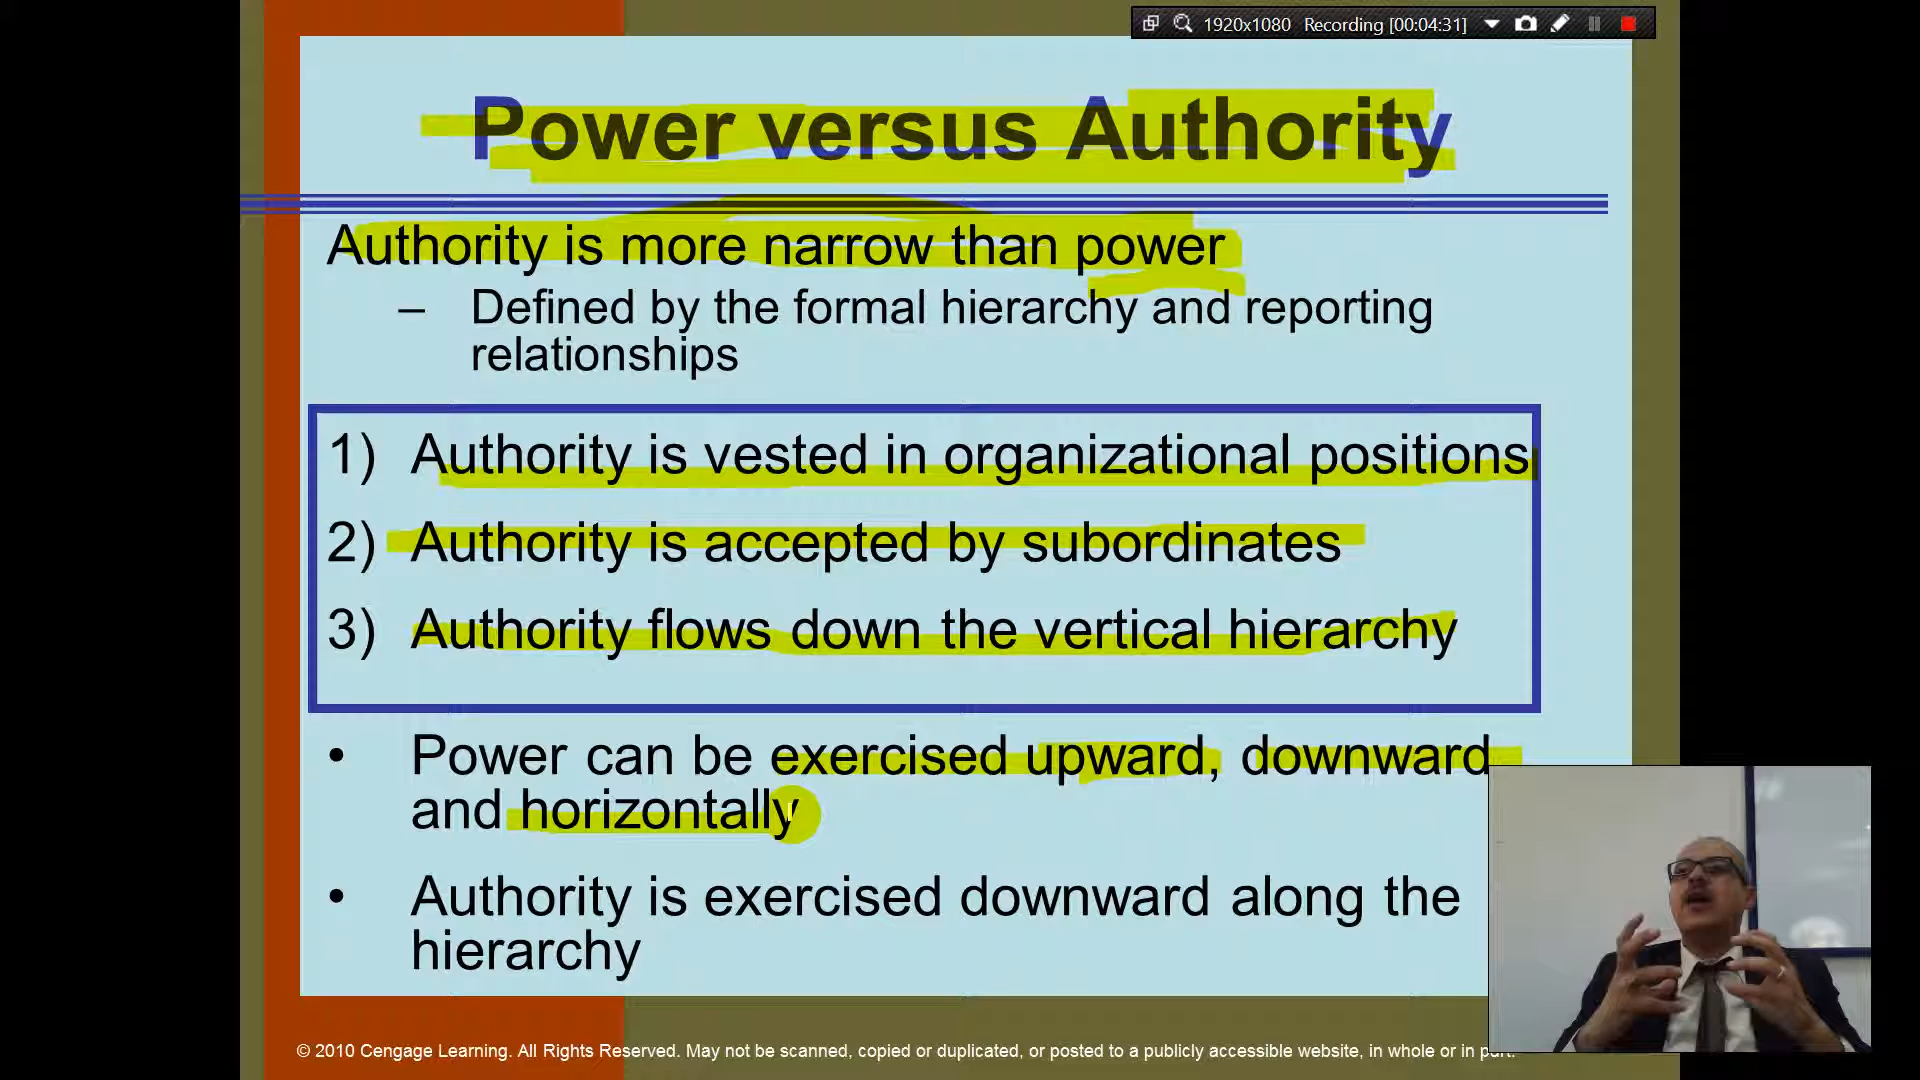 1920x1080 Recording [00:04:31]
Power versus Authority
Authority is more narrow than power
– Defined by the formal hierarchy and reporting
relationships
1) Authority is vested in organizational positions
2) Authority is accepted by subordinates
3) Authority flows down the vertical hierarchy
• Power can be exercised upward, downward
and horizontally
• Authority is exercised downward along the
hierarchy
© 2010 Cengage Learning. All Rights Reserved. May not be scanned, copied or duplicated, or posted to a publicly accessible website, in whole or in part.